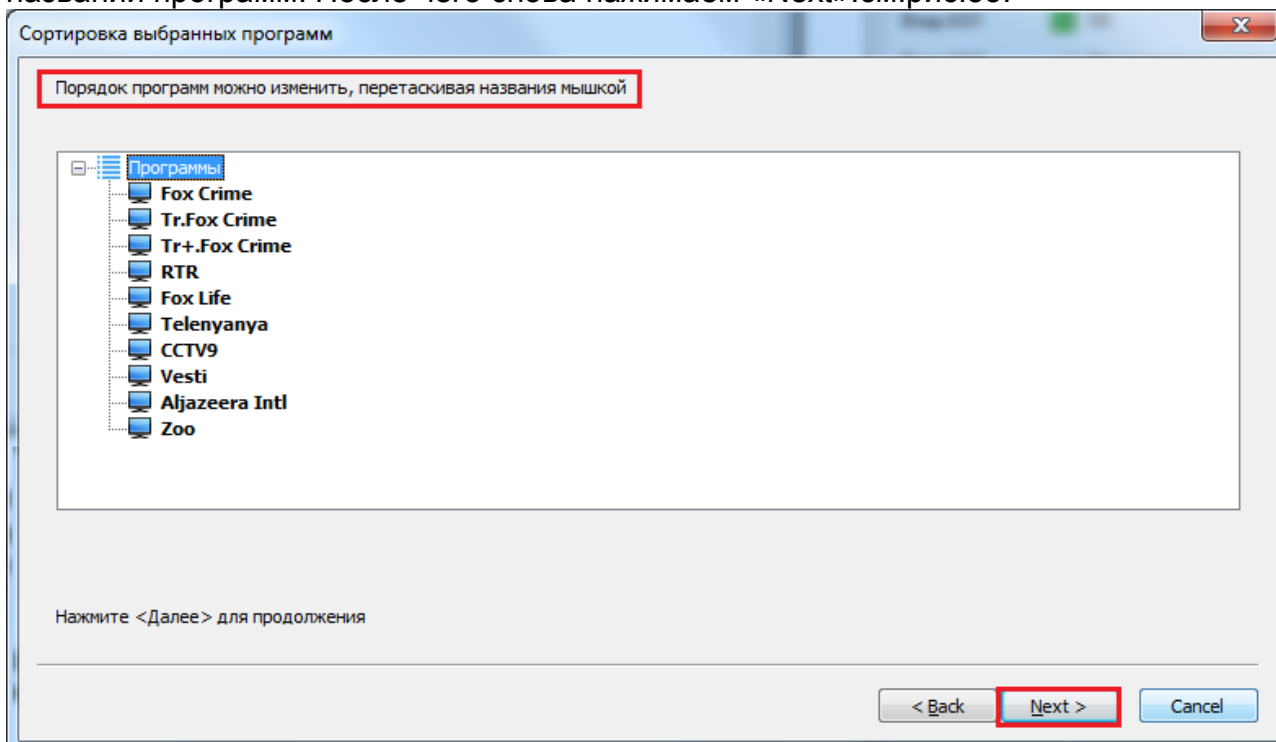 Сортировка выбранных программ
Порядок программ можно изменить, перетаскивая названия мышкой
Программы
Fox Crime
Tr.Fox Crime
Tr+.Fox Crime
RTR
Fox Life
Telenyanya
CCTV9
Vesti
Aljazeera Intl
Zoo
Нажмите <Далее> для продолжения
< Back Next > Cancel